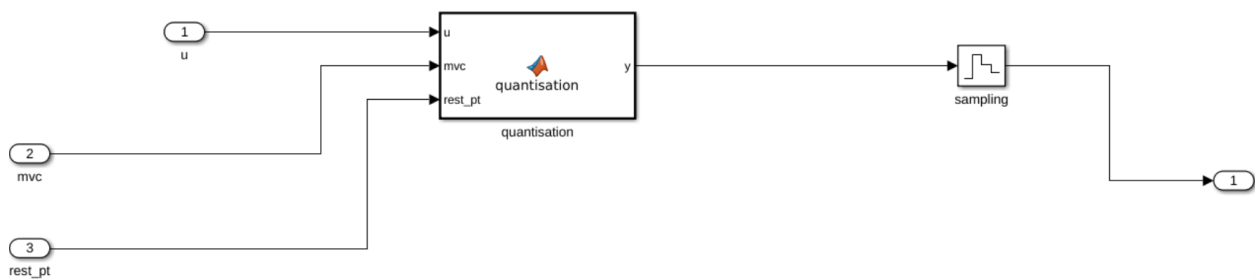 1
u
u
mvc
rest_pt
quantisation
y
quantisation
sampling
2
mvc
3
rest_pt
1